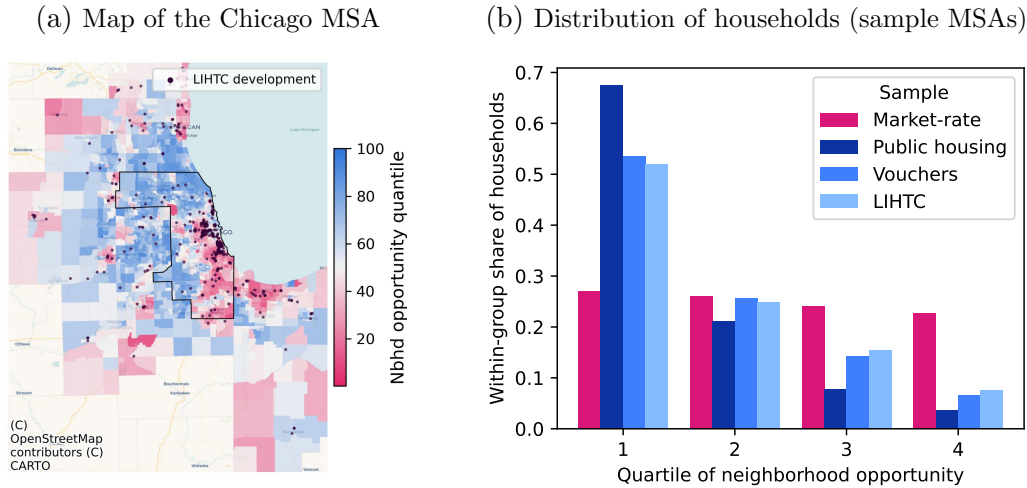 (a) Map of the Chicago MSA
LIHTC development
100
80
60
40
20
Nbhd opportunity quantile
(C)
OpenStreetMap
contributors (C)
CARTO
(b) Distribution of households (sample MSAs)
Within-group share of households
0.7
0.6
0.5
0.4
0.3
0.2
0.1
0.0
Sample
Market-rate
Public housing
Vouchers
LIHTC
1 2 3 4
Quartile of neighborhood opportunity